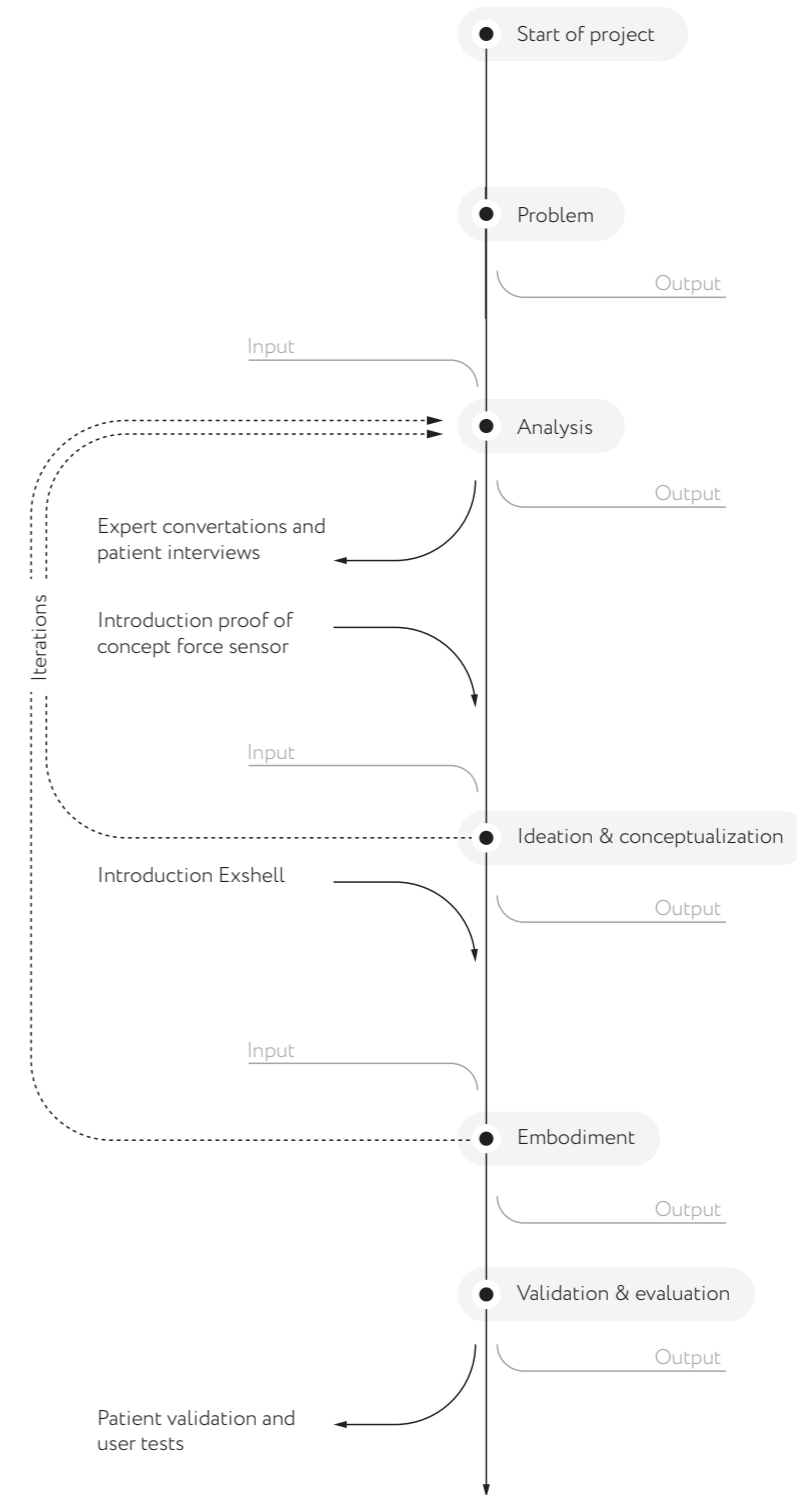 Start of project
Problem
Output
Input
Analysis
Output
Expert convertations and
patient interviews
Iterations
Introduction proof of
concept force sensor
Input
Ideation & conceptualization
Introduction Exshell
Output
Input
Embodiment
Output
Validation & evaluation
Output
Patient validation and
user tests